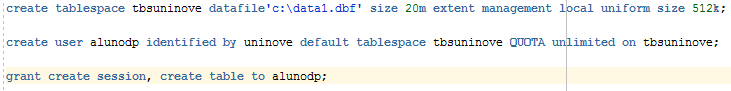 create tablespace tbsuninove datafile'c:\data1.dbf' size 20m extent management local uniform size 512k;
create user alunodp identified by uninove default tablespace tbsuninove QUOTA unlimited on tbsuninove;
grant create session, create table to alunodp;